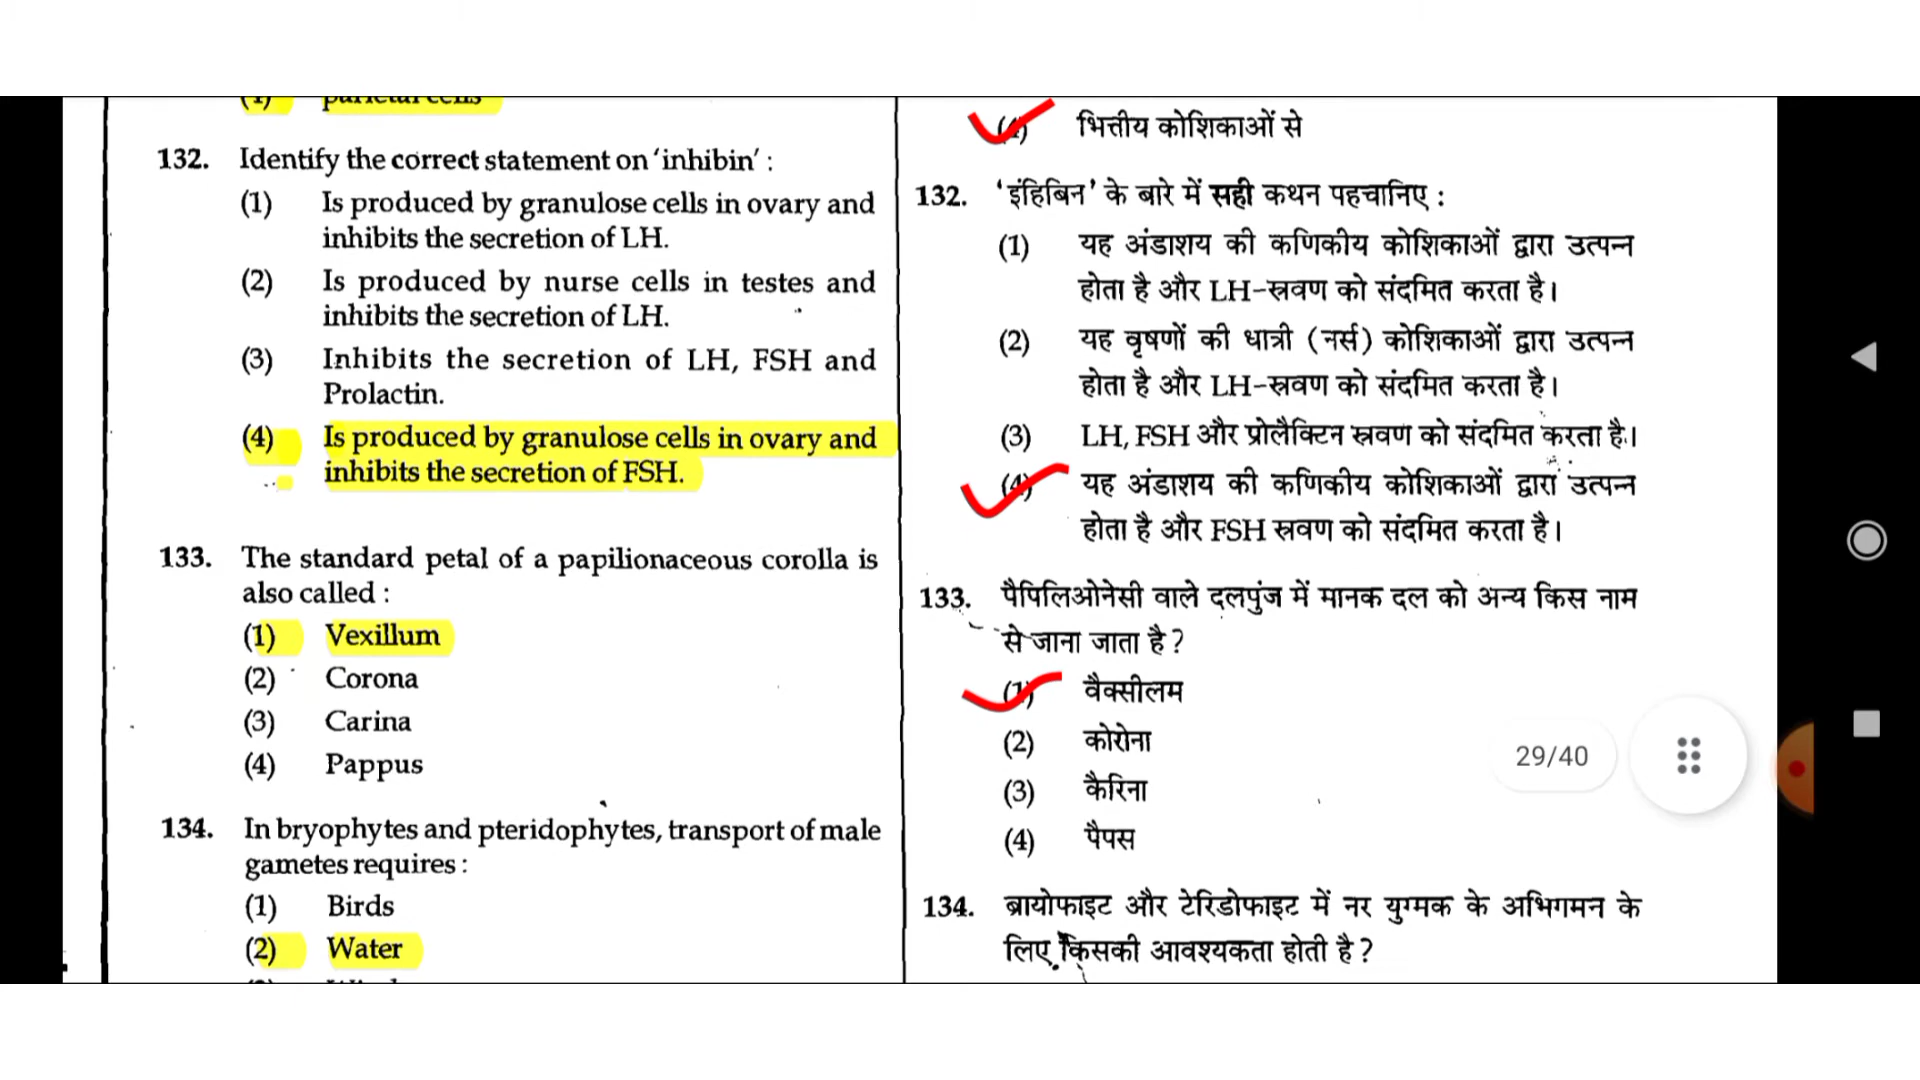 (4) parietal cells
132. Identify the correct statement on ‘inhibin’ :
(1) Is produced by granulose cells in ovary and
inhibits the secretion of LH.
(2) Is produced by nurse cells in testes and
inhibits the secretion of LH.
(3) Inhibits the secretion of LH, FSH and
Prolactin.
(4) Is produced by granulose cells in ovary and
inhibits the secretion of FSH.
133. The standard petal of a papilionaceous corolla is
also called :
(1) Vexillum
(2) Corona
(3) Carina
(4) Pappus
134. In bryophytes and pteridophytes, transport of male
gametes requires :
(1) Birds
(2) Water
(4) भित्तीय कोशिकाओं से
132. ‘इंहिबिन’ के बारे में सही कथन पहचानिए :
(1) यह अंडाशय की कणिकीय कोशिकाओं द्वारा उत्पन्न
होता है और LH-स्रवण को संदमित करता है।
(2) यह वृषणों की धात्री (नर्स) कोशिकाओं द्वारा उत्पन्न
होता है और LH-स्रवण को संदमित करता है।
(3) LH, FSH और प्रोलैक्टिन स्रवण को संदमित करता है।
(4) यह अंडाशय की कणिकीय कोशिकाओं द्वारा उत्पन्न
होता है और FSH स्रवण को संदमित करता है।
133. पैपिलिओनेसी वाले दलपुंज में मानक दल को अन्य किस नाम
से जाना जाता है ?
(1) वैक्सीलम
(2) कोरोना
(3) कैरिना
(4) पैपस
134. ब्रायोफाइट और टेरिडोफाइट में नर युग्मक के अभिगमन के
लिए किसकी आवश्यकता होती है ?
29/40